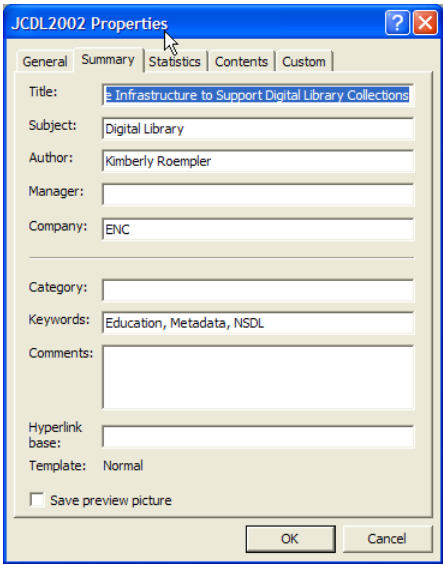 JCDL2002 Properties
General Summary Statistics Contents Custom
Title: e Infrastructure to Support Digital Library Collections
Subject: Digital Library
Author: Kimberly Roempler
Manager:
Company: ENC
Category:
Keywords: Education, Metadata, NSDL
Comments:
Hyperlink
base:
Template: Normal
Save preview picture
OK Cancel